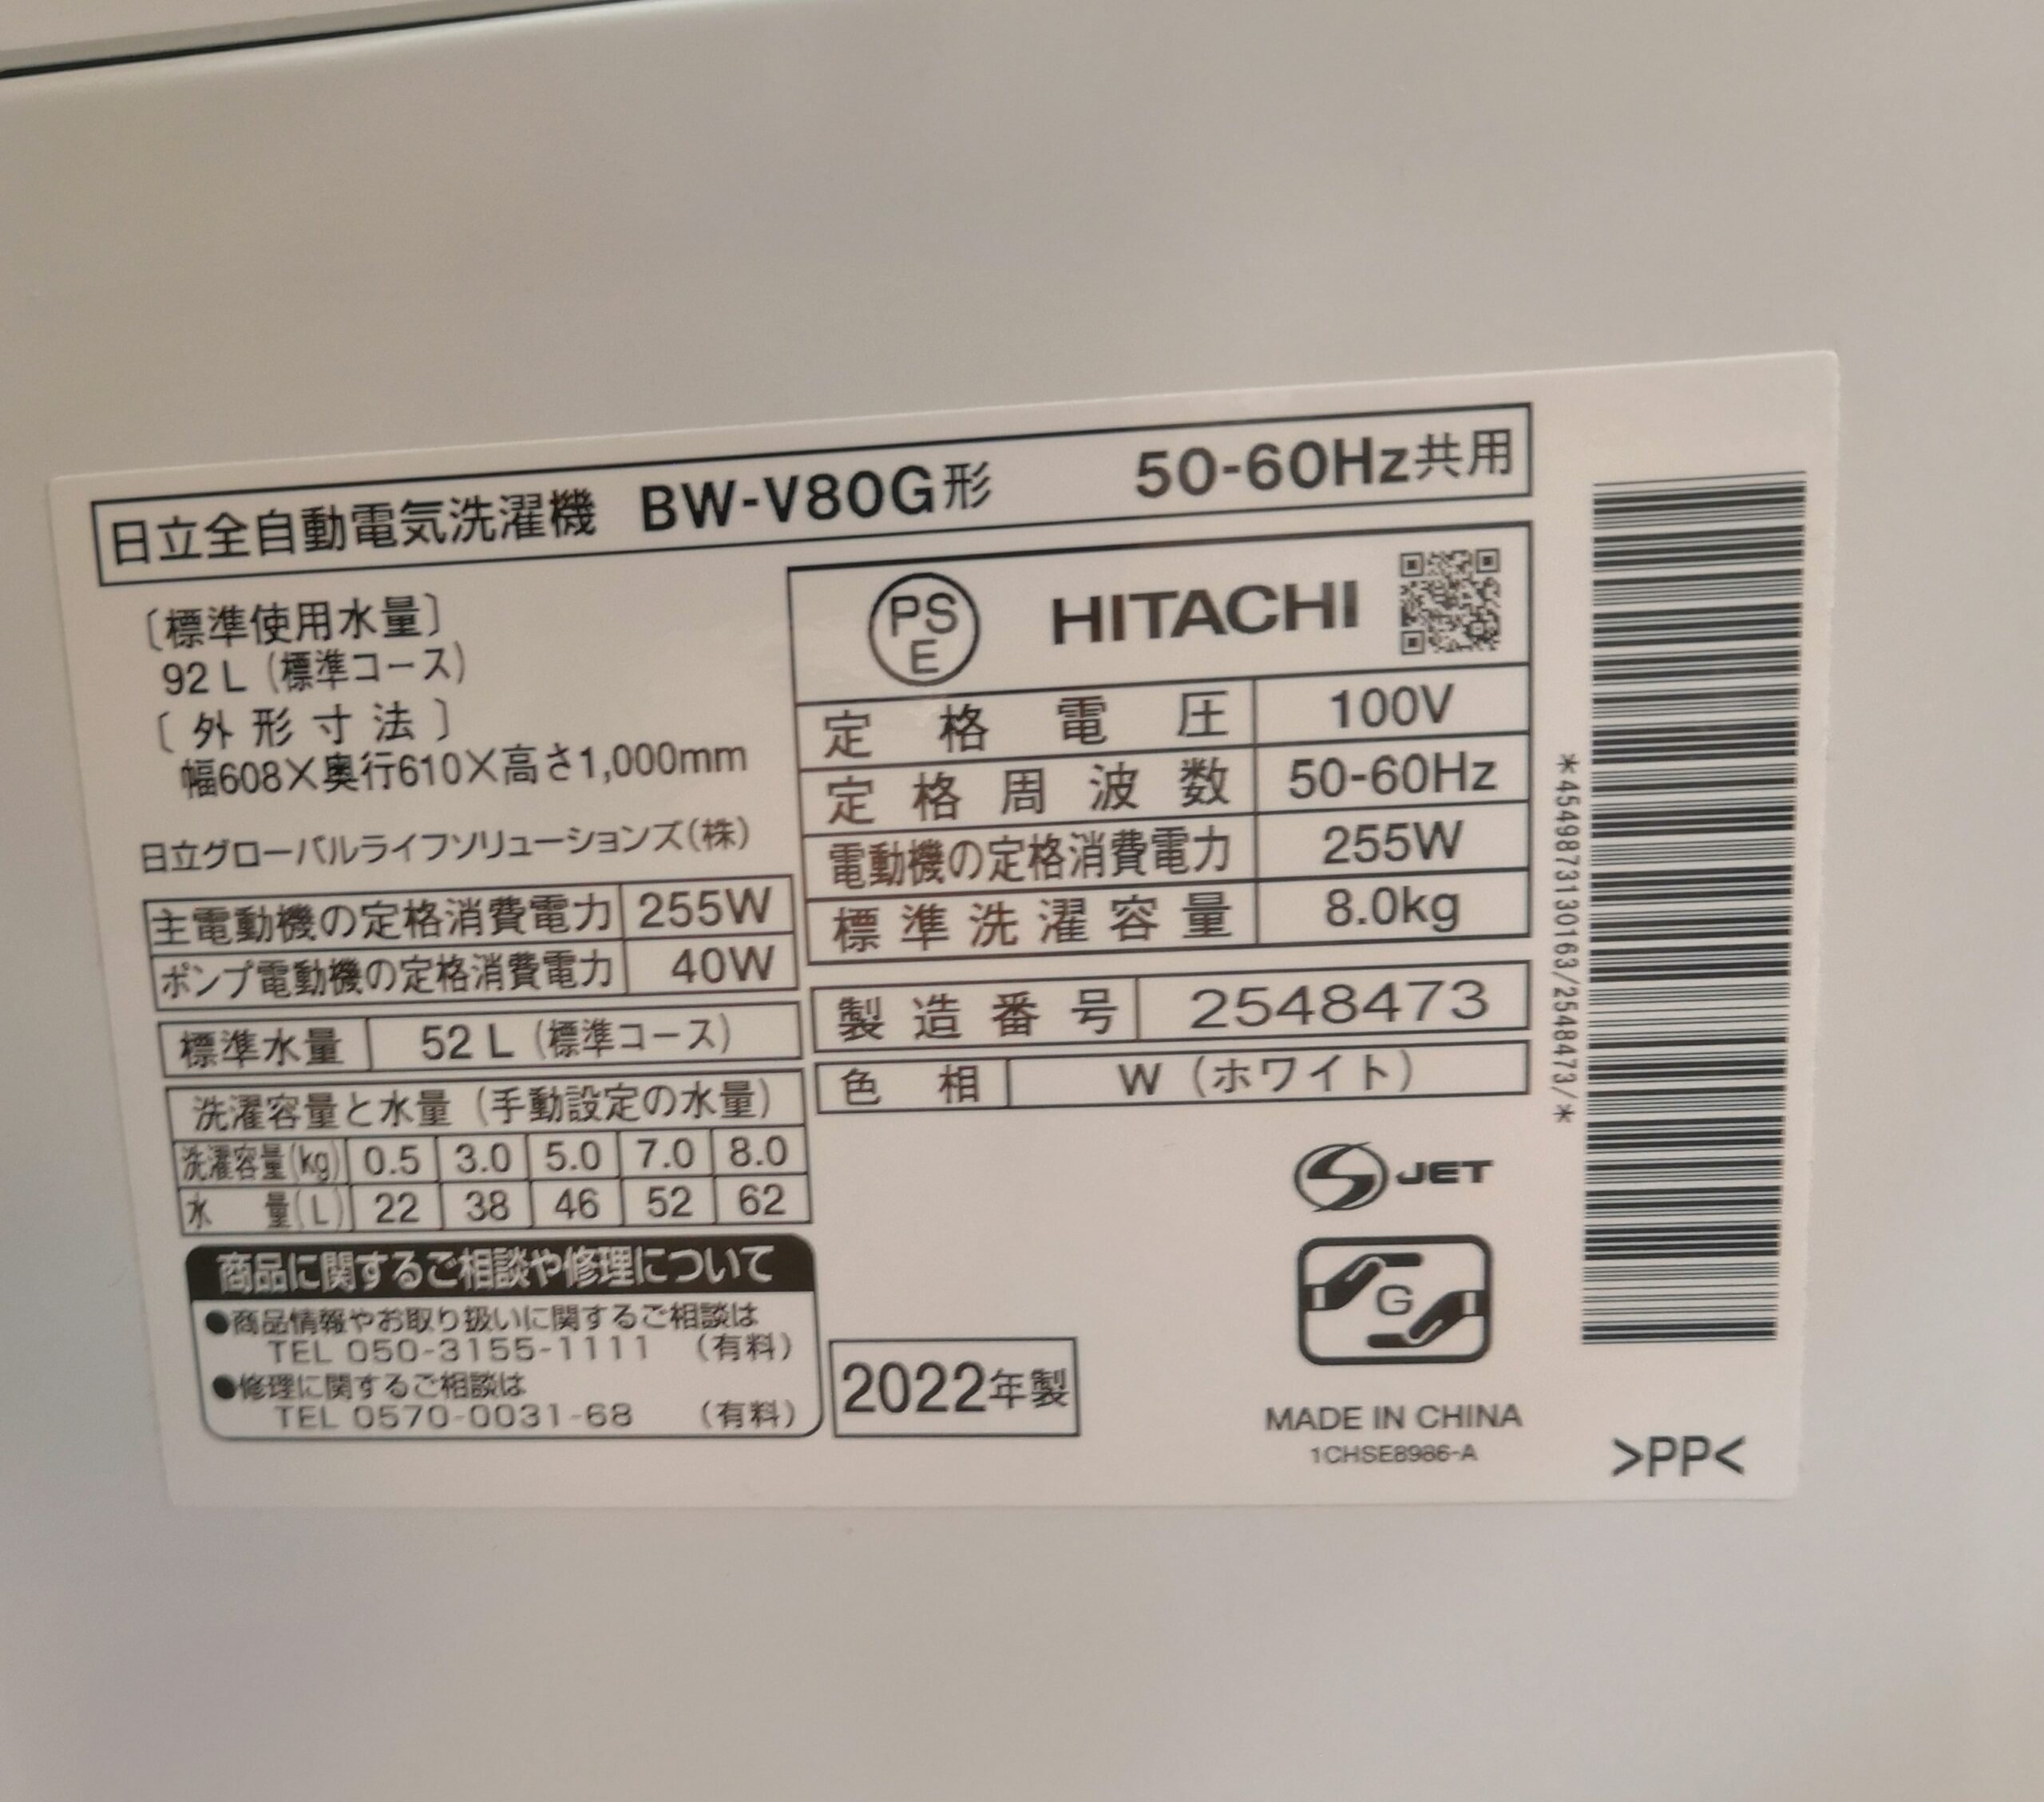 日立全自動電気洗濯機 BW-V80G形 50-60Hz共用
〔標準使用水量〕
92 L（標準コース）
〔外形寸法〕
幅608×奥行610×高さ1,000mm
日立グローバルライフソリューションズ(株)
主電動機の定格消費電力 255W
ポンプ電動機の定格消費電力 40W
標準水量 52 L（標準コース）
洗濯容量と水量（手動設定の水量）
洗濯容量(kg) 0.5 3.0 5.0 7.0 8.0
水量(L) 22 38 46 52 62
商品に関するご相談や修理について
●商品情報やお取り扱いに関するご相談は
TEL 050-3155-1111 （有料）
●修理に関するご相談は
TEL 0570-0031-68 （有料）
PS
E
HITACHI
定格電圧 100V
定格周波数 50-60Hz
電動機の定格消費電力 255W
標準洗濯容量 8.0kg
製造番号 2548473
色相 W（ホワイト）
S JET
G
2022年製
MADE IN CHINA
1CHSE8986-A
*4549873130163/2548473/*
>PP<